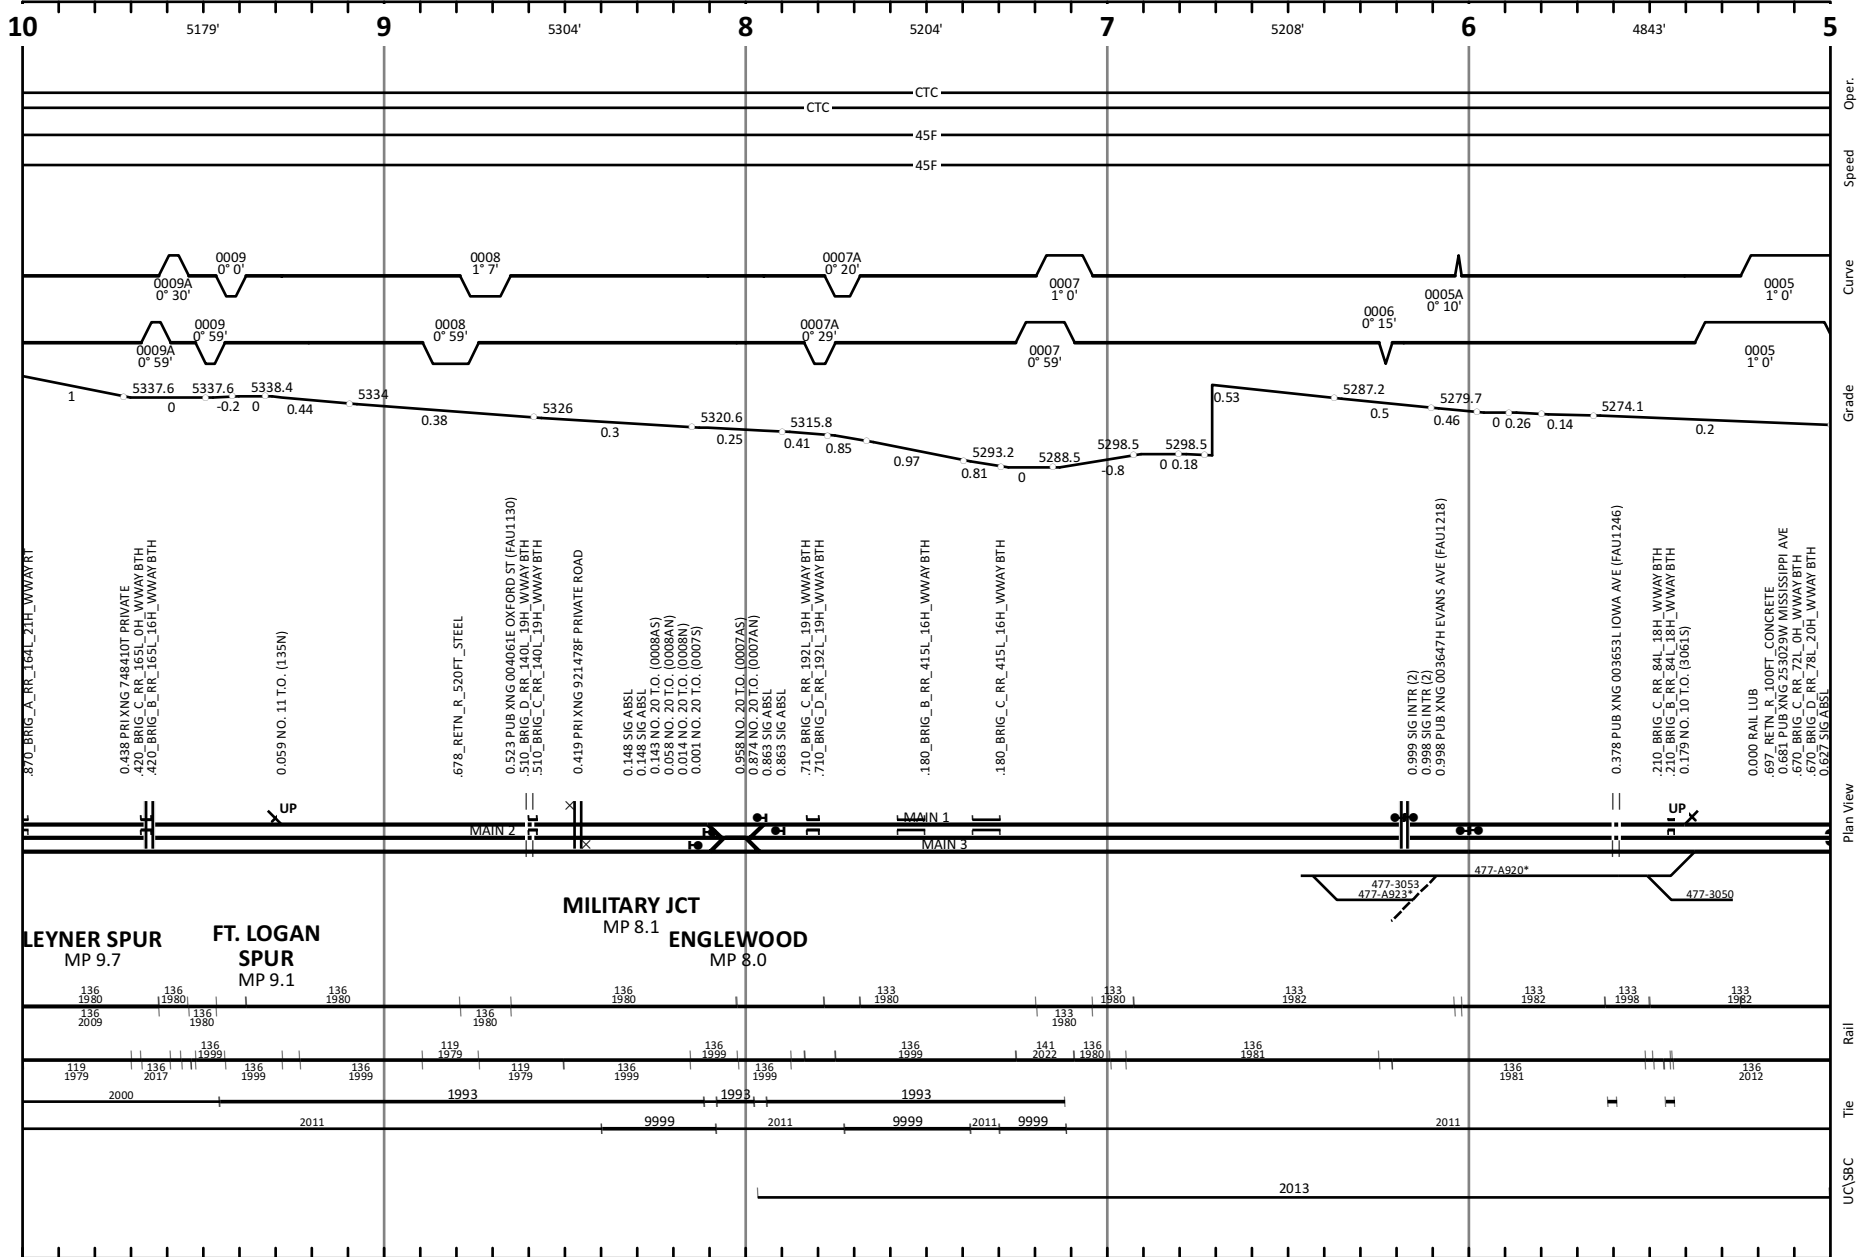 10 9 8 7 6 5
5179' 5304' 5204' 5208' 4843'
Oper.
CTC
CTC
Speed
45F
45F
Curve
0009A
0° 30'
0009
0° 0'
0008
1° 7'
0007A
0° 20'
0007
1° 0'
0005A
0° 10'
0005
1° 0'
0009A
0° 59'
0009
0° 59'
0008
0° 59'
0007A
0° 29'
0007
0° 59'
0006
0° 15'
0005
1° 0'
Grade
5337.6 5337.6 5338.4 5334 5326 5320.6 5315.8 5293.2 5288.5 5298.5 5298.5 5287.2 5279.7 5274.1
1 0 -0.2 0 0.44 0.38 0.3 0.25 0.41 0.85 0.97 0.81 0 -0.8 0 0.18 0.53 0.5 0.46 0 0.26 0.14 0.2
.870_BRIG_A_RR_164L_21H_WWAY RT
0.438 PRI XNG 748410T PRIVATE
.420_BRIG_C_RR_165L_0H_WWAY BTH
.420_BRIG_B_RR_165L_16H_WWAY BTH
0.059 NO. 11 T.O. (135N)
.678_RETN_R_520FT_STEEL
0.523 PUB XNG 004061E OXFORD ST (FAU1130)
.510_BRIG_D_RR_140L_19H_WWAY BTH
.510_BRIG_C_RR_140L_19H_WWAY BTH
0.419 PRI XNG 921478F PRIVATE ROAD
0.148 SIG ABSL
0.148 SIG ABSL
0.143 NO. 20 T.O. (0008AS)
0.058 NO. 20 T.O. (0008AN)
0.014 NO. 20 T.O. (0008N)
0.001 NO. 20 T.O. (0007S)
0.958 NO. 20 T.O. (0007AS)
0.874 NO. 20 T.O. (0007AN)
0.863 SIG ABSL
0.863 SIG ABSL
.710_BRIG_C_RR_192L_19H_WWAY BTH
.710_BRIG_D_RR_192L_19H_WWAY BTH
.180_BRIG_B_RR_415L_16H_WWAY BTH
.180_BRIG_C_RR_415L_16H_WWAY BTH
0.999 SIG INTR (2)
0.998 SIG INTR (2)
0.998 PUB XNG 003647H EVANS AVE (FAU1218)
0.378 PUB XNG 003653L IOWA AVE (FAU1246)
.210_BRIG_C_RR_84L_18H_WWAY BTH
.210_BRIG_B_RR_84L_18H_WWAY BTH
0.179 NO. 10 T.O. (3061S)
0.000 RAIL LUB
.697_RETN_R_100FT_CONCRETE
0.681 PUB XNG 253029W MISSISSIPPI AVE
.670_BRIG_C_RR_72L_0H_WWAY BTH
.670_BRIG_D_RR_78L_20H_WWAY BTH
0.627 SIG ABSL
Plan View
UP
UP
MAIN 1
MAIN 2
MAIN 3
477-A920*
477-3053
477-A923*
477-3050
LEYNER SPUR
MP 9.7
FT. LOGAN
SPUR
MP 9.1
MILITARY JCT
MP 8.1
ENGLEWOOD
MP 8.0
Rail
136 136 136 136 133 133 133 133 133 133
1980 1980 1980 1980 1980 1980 1982 1982 1998 1982
136 136 136 133
2009 1980 1980 1980
136 119 136 136 141 136 136
1999 1979 1999 1999 2022 1980 1981
119 136 136 136 119 136 136 136 136
1979 2017 1999 1999 1979 1999 1999 1981 2012
Tie
2000 1993 1993 1993
2011 9999 2011 9999 2011 9999 2011
UC\SBC
2013